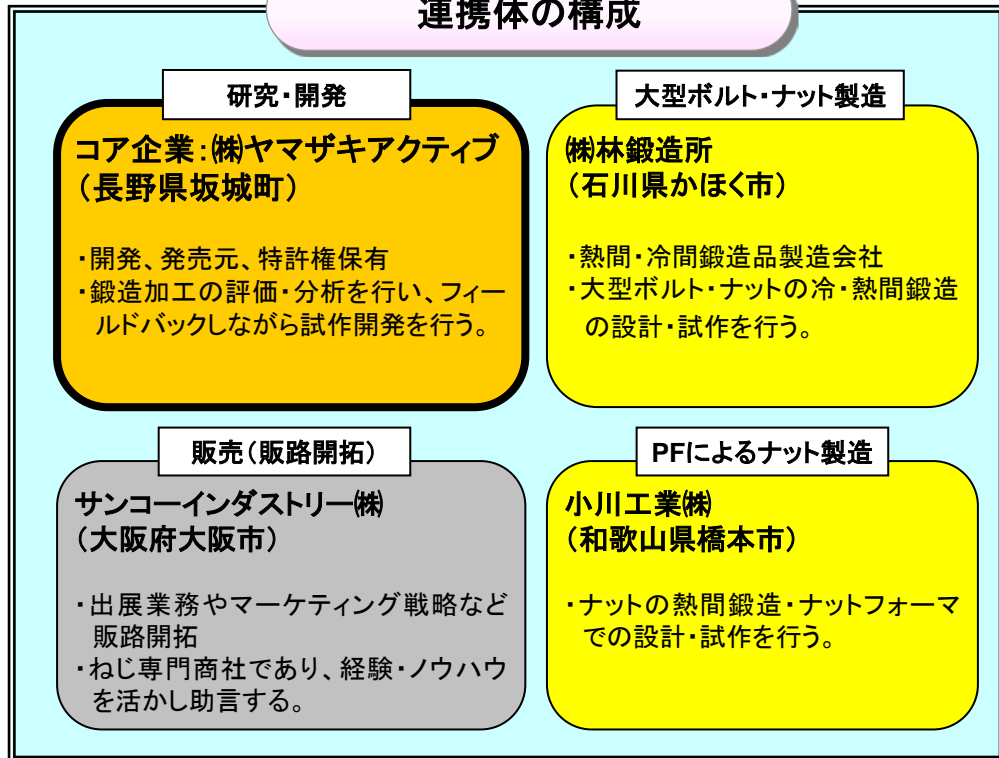 連携体の構成
研究・開発
コア企業:㈱ヤマザキアクティブ
(長野県坂城町)
・開発、発売元、特許権保有
・鍛造加工の評価・分析を行い、フィー
ルドバックしながら試作開発を行う。
大型ボルト・ナット製造
㈱林鍛造所
(石川県かほく市)
・熱間・冷間鍛造品製造会社
・大型ボルト・ナットの冷・熱間鍛造
の設計・試作を行う。
販売(販路開拓)
サンコーインダストリー㈱
(大阪府大阪市)
・出展業務やマーケティング戦略など
販路開拓
・ねじ専門商社であり、経験・ノウハウ
を活かし助言する。
PFによるナット製造
小川工業㈱
(和歌山県橋本市)
・ナットの熱間鍛造・ナットフォーマ
での設計・試作を行う。